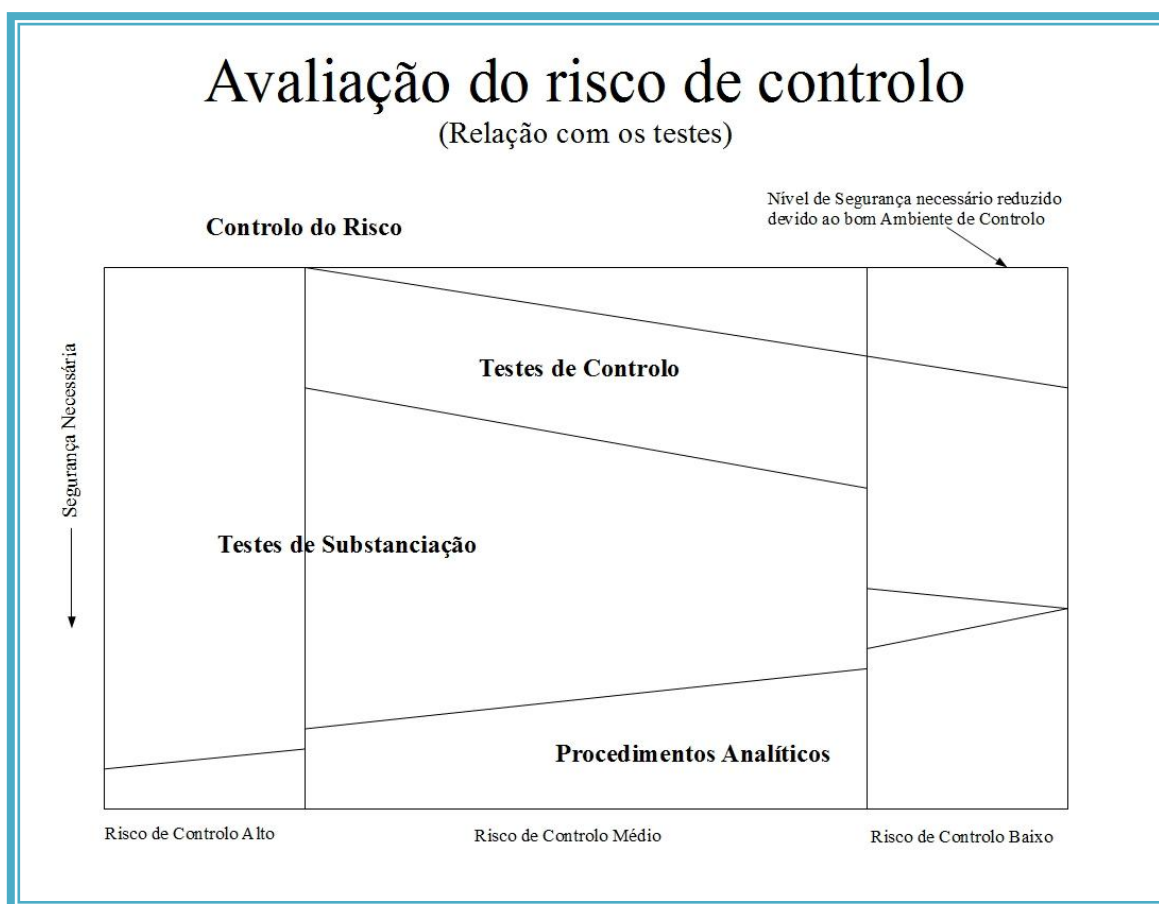 Avaliação do risco de controlo
(Relação com os testes)
Nível de Segurança necessário reduzido
devido ao bom Ambiente de Controlo
Controlo do Risco
Segurança Necessária
Testes de Controlo
Testes de Substanciação
Procedimentos Analíticos
Risco de Controlo Alto
Risco de Controlo Médio
Risco de Controlo Baixo